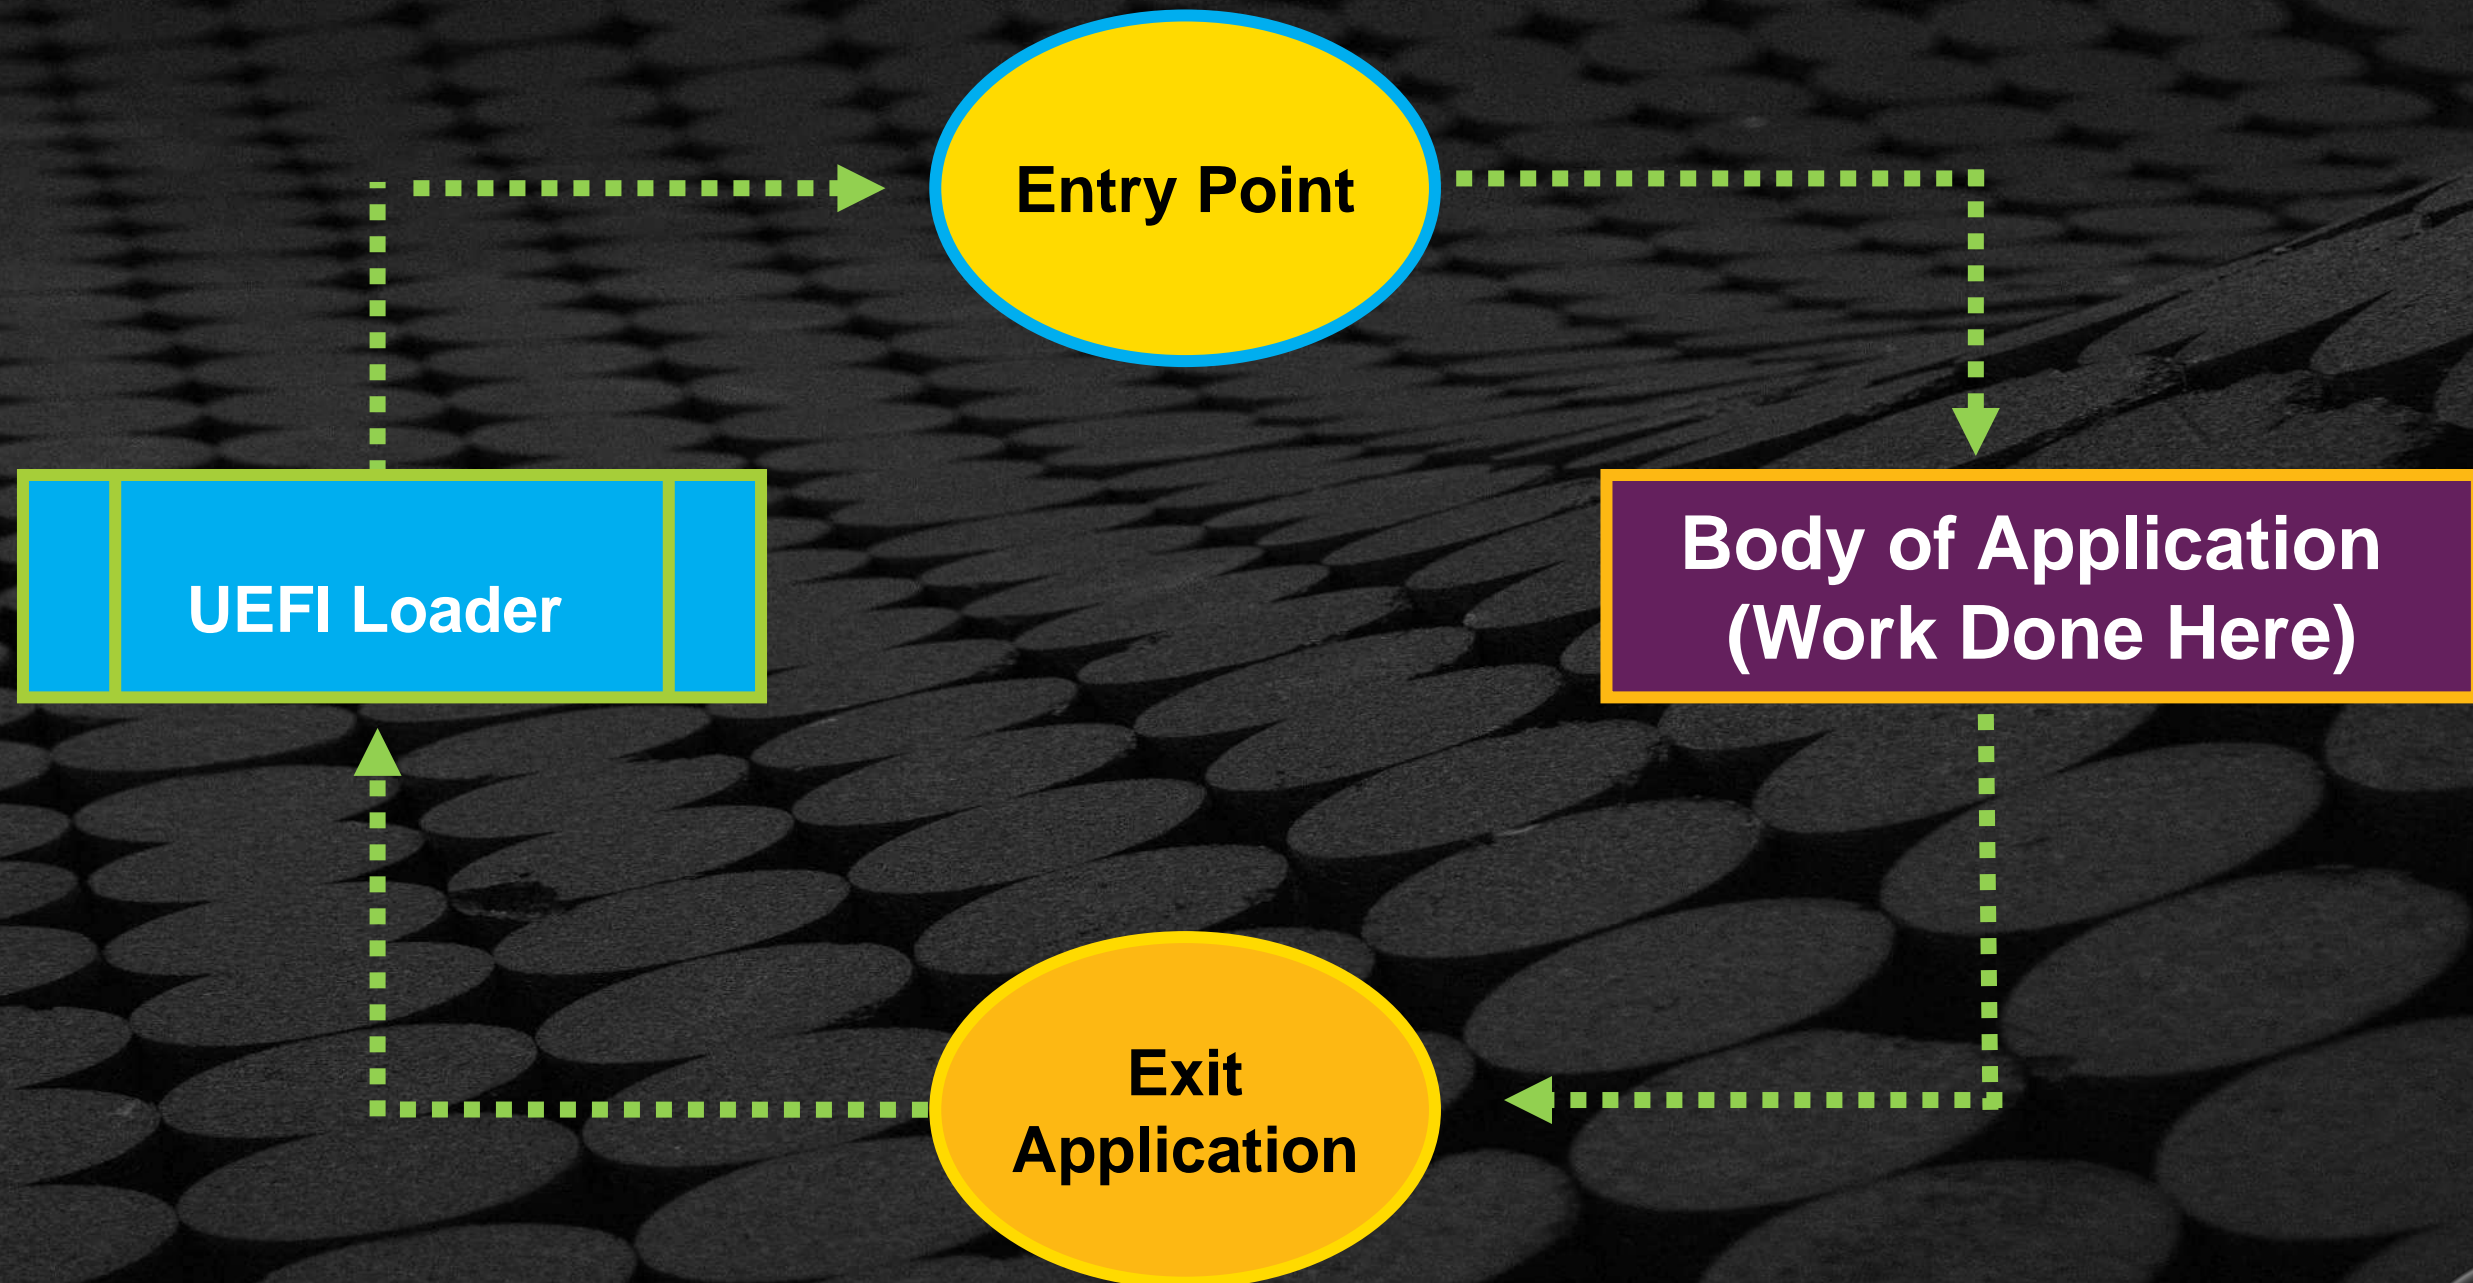 Entry Point
UEFI Loader
Body of Application
(Work Done Here)
Exit
Application